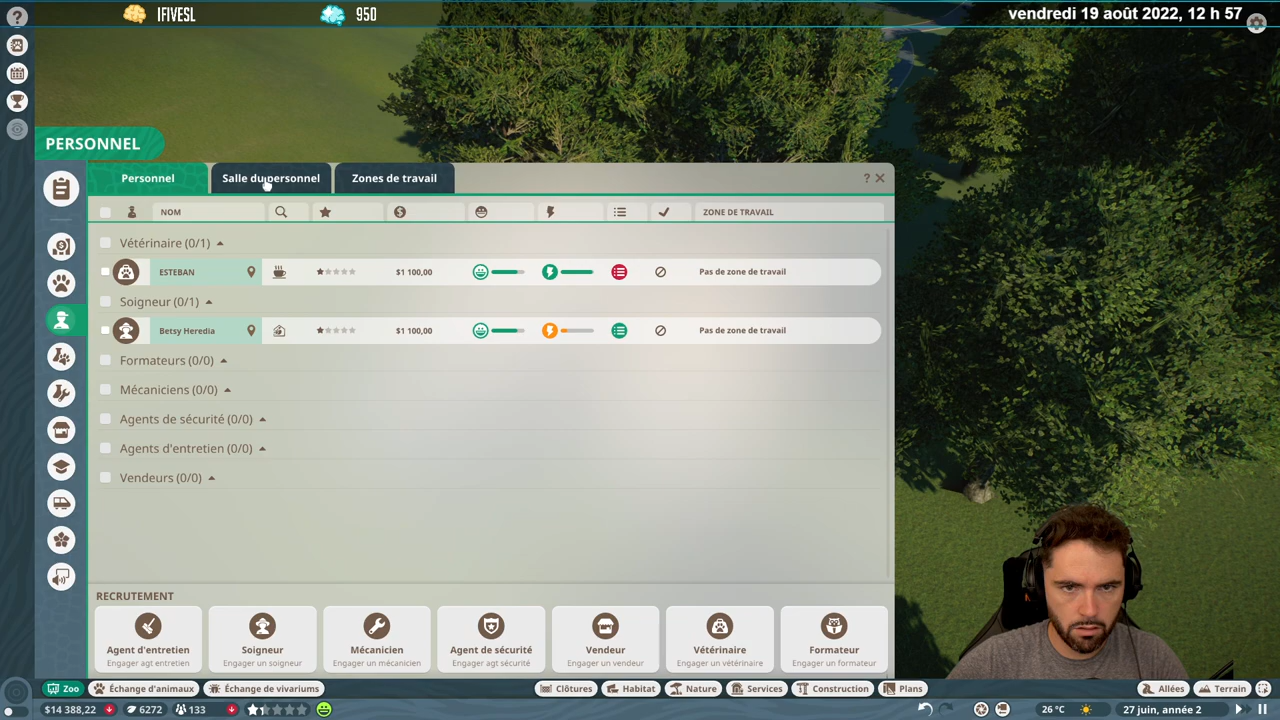 IFIVESL
950
vendredi 19 août 2022, 12 h 57
PERSONNEL
Personnel
Salle du personnel
Zones de travail
?
NOM
ZONE DE TRAVAIL
Vétérinaire (0/1)
ESTEBAN
$1 100,00
Pas de zone de travail
Soigneur (0/1)
Betsy Heredia
$1 100,00
Pas de zone de travail
Formateurs (0/0)
Mécaniciens (0/0)
Agents de sécurité (0/0)
Agents d'entretien (0/0)
Vendeurs (0/0)
RECRUTEMENT
Agent d'entretien
Engager agt entretien
Soigneur
Engager un soigneur
Mécanicien
Engager un mécanicien
Agent de sécurité
Engager agt sécurité
Vendeur
Engager un vendeur
Vétérinaire
Engager un vétérinaire
Formateur
Engager un formateur
Zoo
Échange d'animaux
Échange de vivariums
Clôtures
Habitat
Nature
Services
Construction
Plans
Allées
Terrain
$14 388,22
6272
133
26 °C
27 juin, année 2